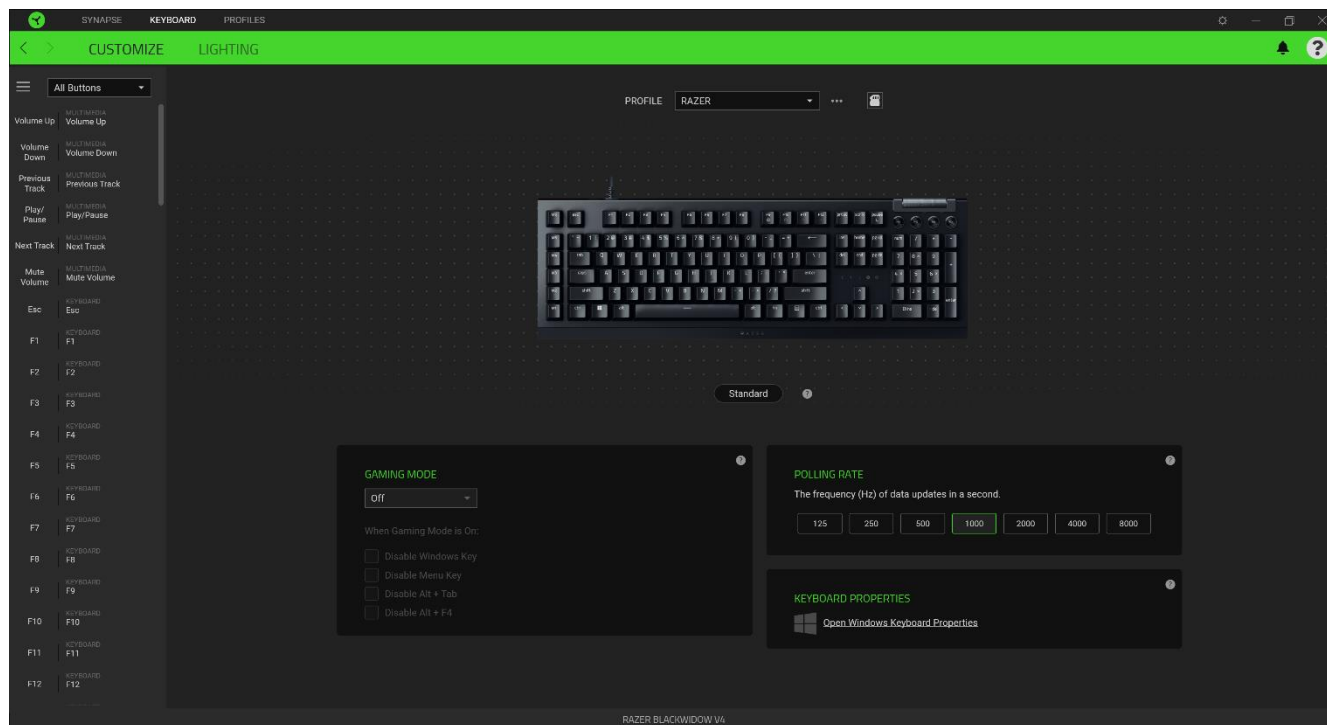 SYNAPSE KEYBOARD PROFILES
CUSTOMIZE LIGHTING
All Buttons
PROFILE RAZER
Volume Up MULTIMEDIA Volume Up
Volume Down MULTIMEDIA Volume Down
Previous Track MULTIMEDIA Previous Track
Play/Pause MULTIMEDIA Play/Pause
Next Track MULTIMEDIA Next Track
Mute Volume MULTIMEDIA Mute Volume
Esc KEYBOARD Esc
F1 KEYBOARD F1
F2 KEYBOARD F2
F3 KEYBOARD F3
F4 KEYBOARD F4
F5 KEYBOARD F5
F6 KEYBOARD F6
F7 KEYBOARD F7
F8 KEYBOARD F8
F9 KEYBOARD F9
F10 KEYBOARD F10
F11 KEYBOARD F11
F12 KEYBOARD F12
Standard
GAMING MODE
Off
When Gaming Mode is On:
Disable Windows Key
Disable Menu Key
Disable Alt + Tab
Disable Alt + F4
POLLING RATE
The frequency (Hz) of data updates in a second.
125 250 500 1000 2000 4000 8000
KEYBOARD PROPERTIES
Open Windows Keyboard Properties
RAZER BLACKWIDOW V4